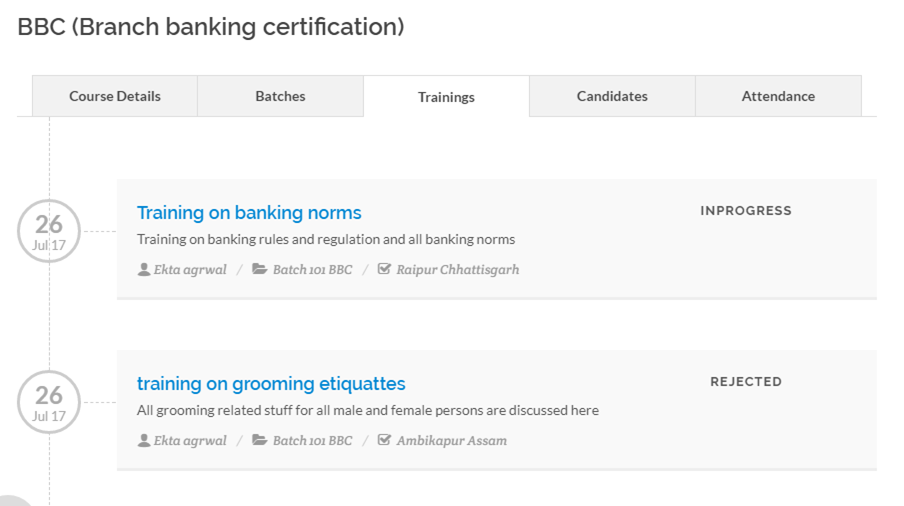 BBC (Branch banking certification)
Course Details Batches Trainings Candidates Attendance
26
Jul 17
Training on banking norms
INPROGRESS
Training on banking rules and regulation and all banking norms
Ekta agrwal / Batch 101 BBC / Raipur Chhattisgarh
26
Jul 17
training on grooming etiquattes
REJECTED
All grooming related stuff for all male and female persons are discussed here
Ekta agrwal / Batch 101 BBC / Ambikapur Assam